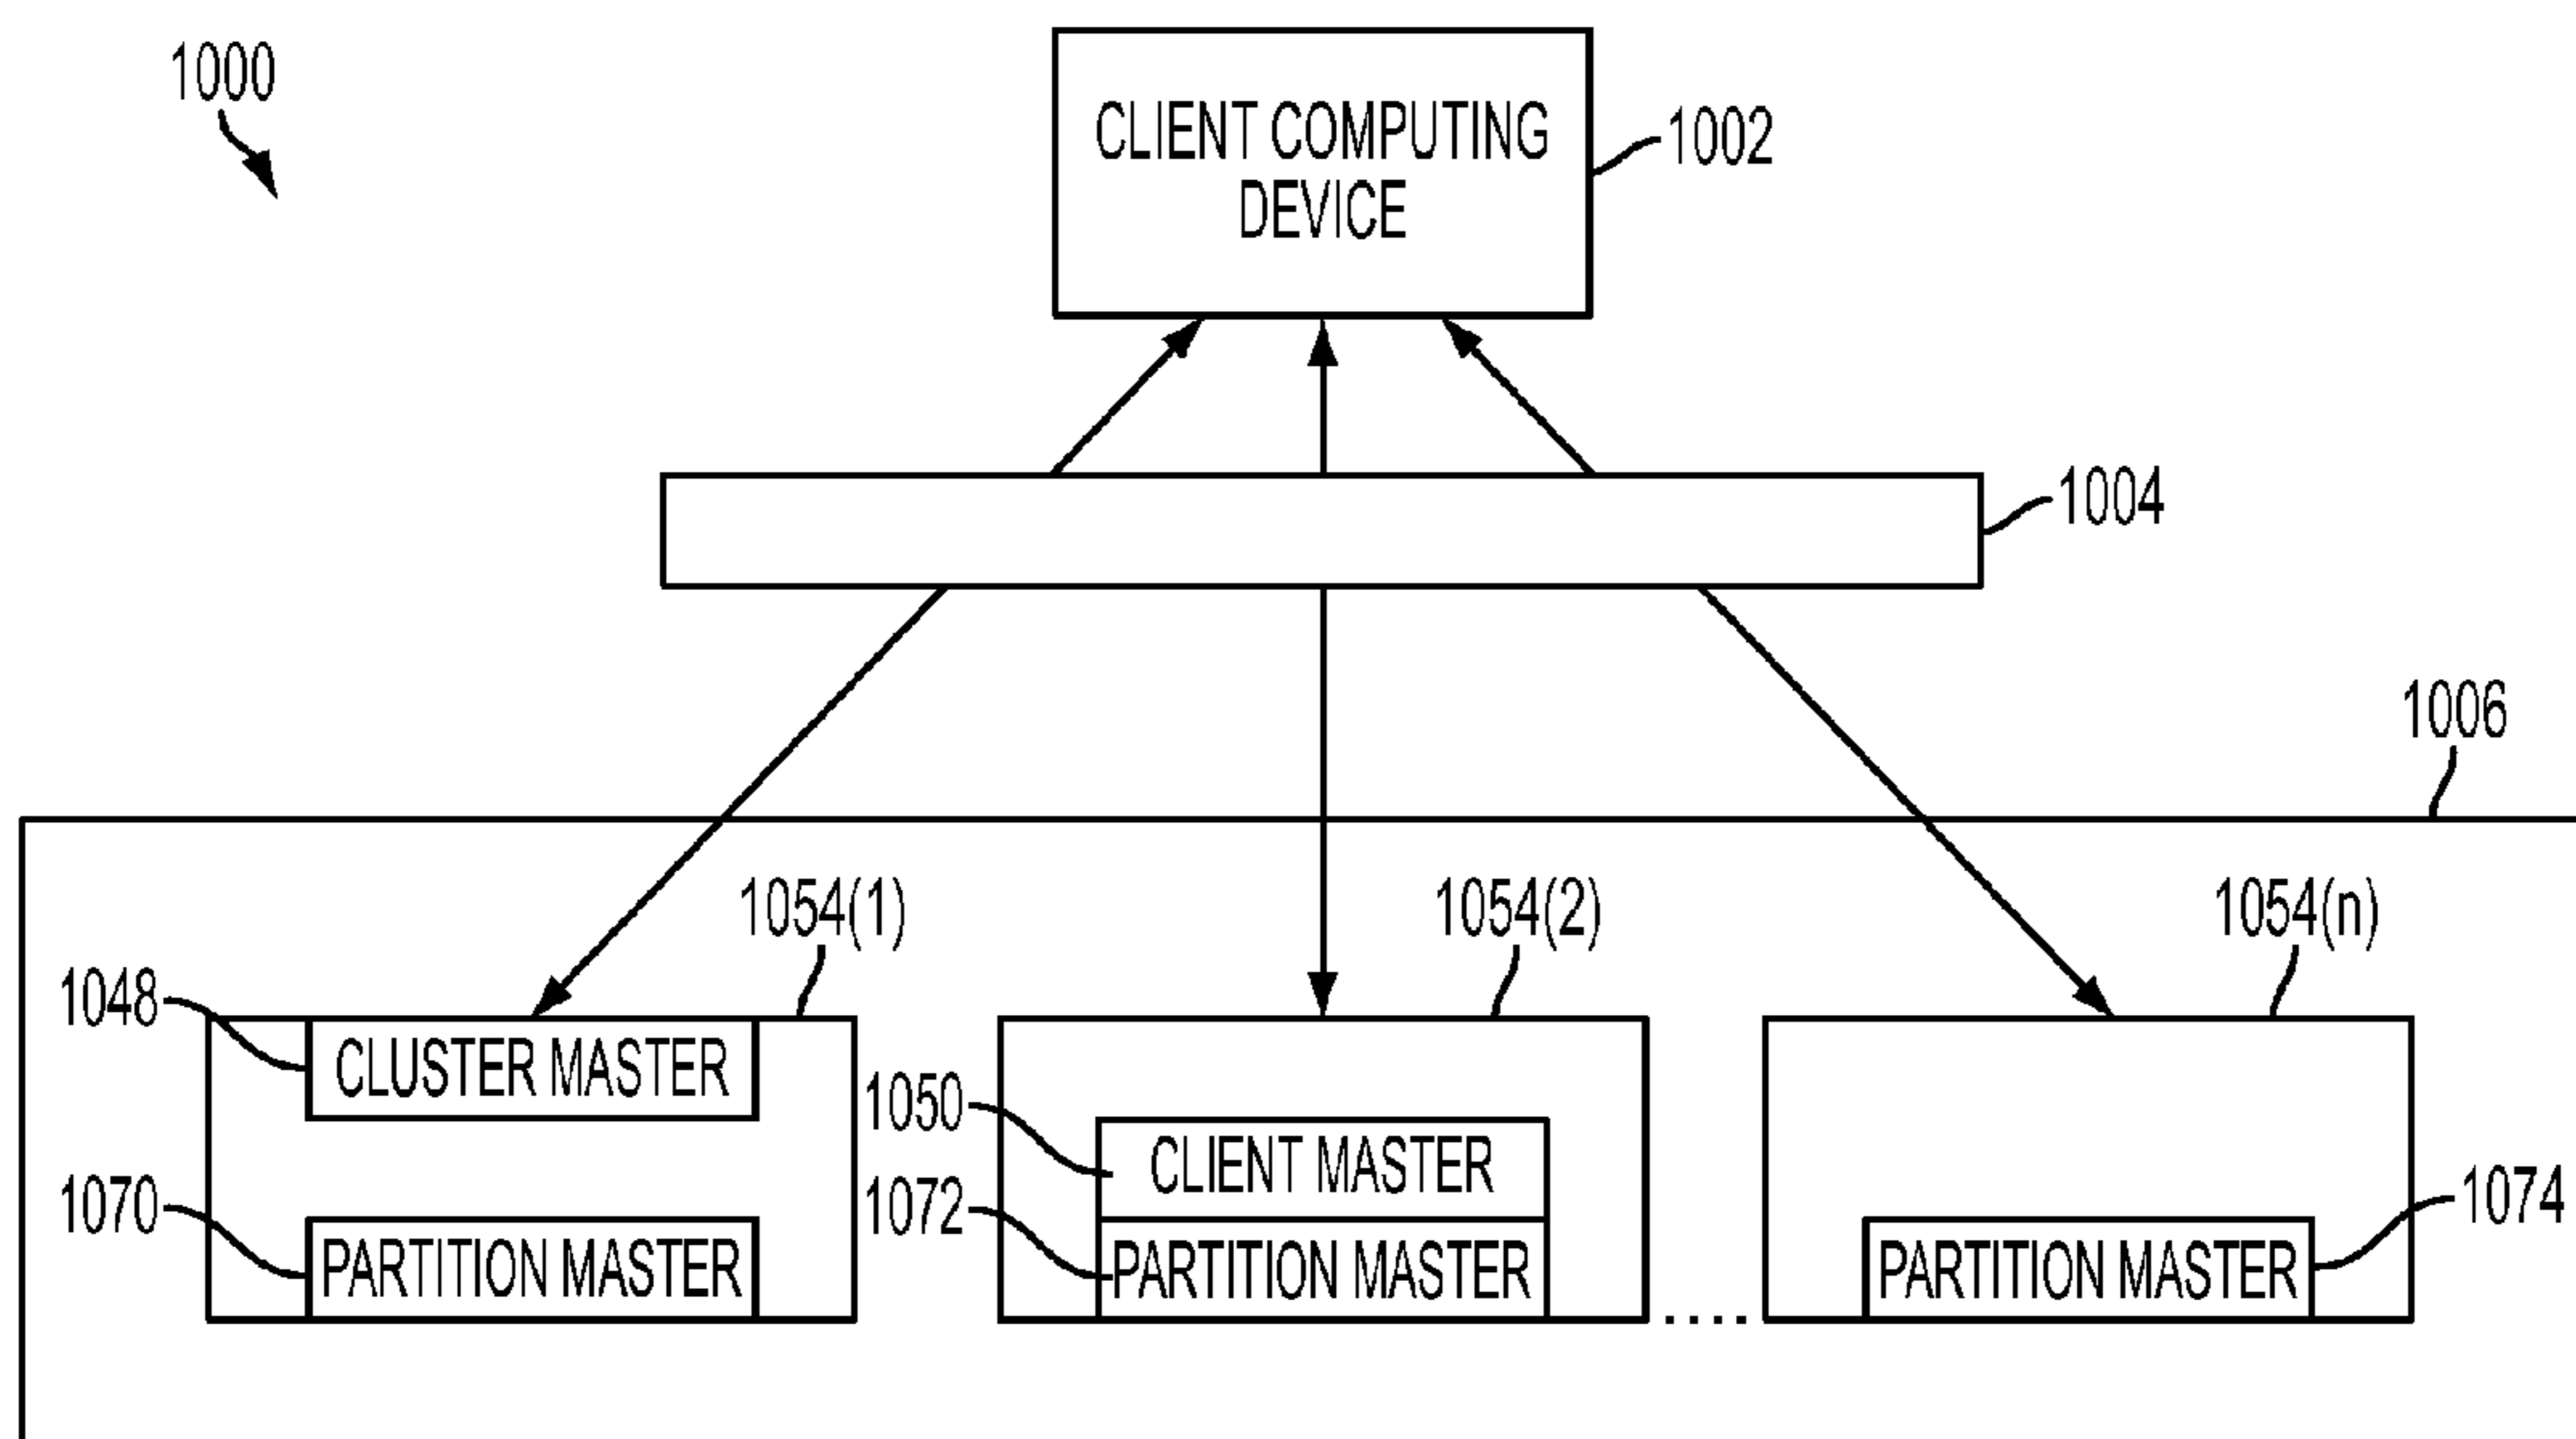 1000
CLIENT COMPUTING
DEVICE
1002
1004
1006
1054(1)
1054(2)
1054(n)
1048
CLUSTER MASTER
1050
CLIENT MASTER
1070
PARTITION MASTER
1072
PARTITION MASTER
....
PARTITION MASTER
1074